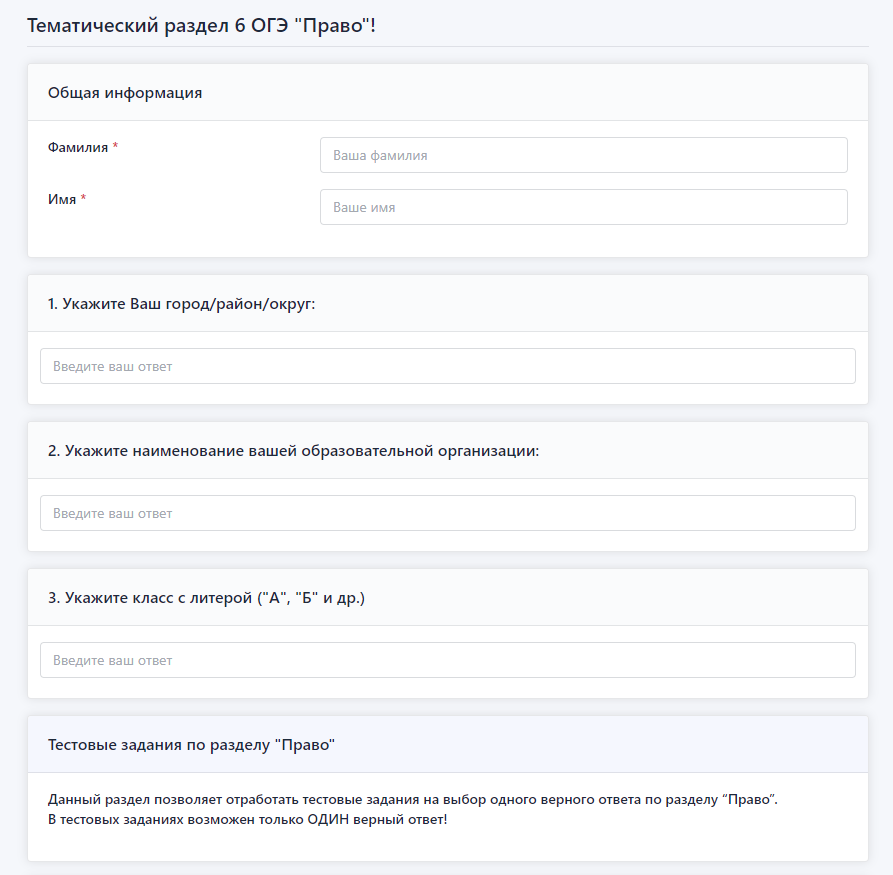 Тематический раздел 6 ОГЭ "Право"!
Общая информация
Фамилия *
Ваша фамилия
Имя *
Ваше имя
1. Укажите Ваш город/район/округ:
Введите ваш ответ
2. Укажите наименование вашей образовательной организации:
Введите ваш ответ
3. Укажите класс с литерой ("А", "Б" и др.)
Введите ваш ответ
Тестовые задания по разделу "Право"
Данный раздел позволяет отработать тестовые задания на выбор одного верного ответа по разделу “Право”.
В тестовых заданиях возможен только ОДИН верный ответ!